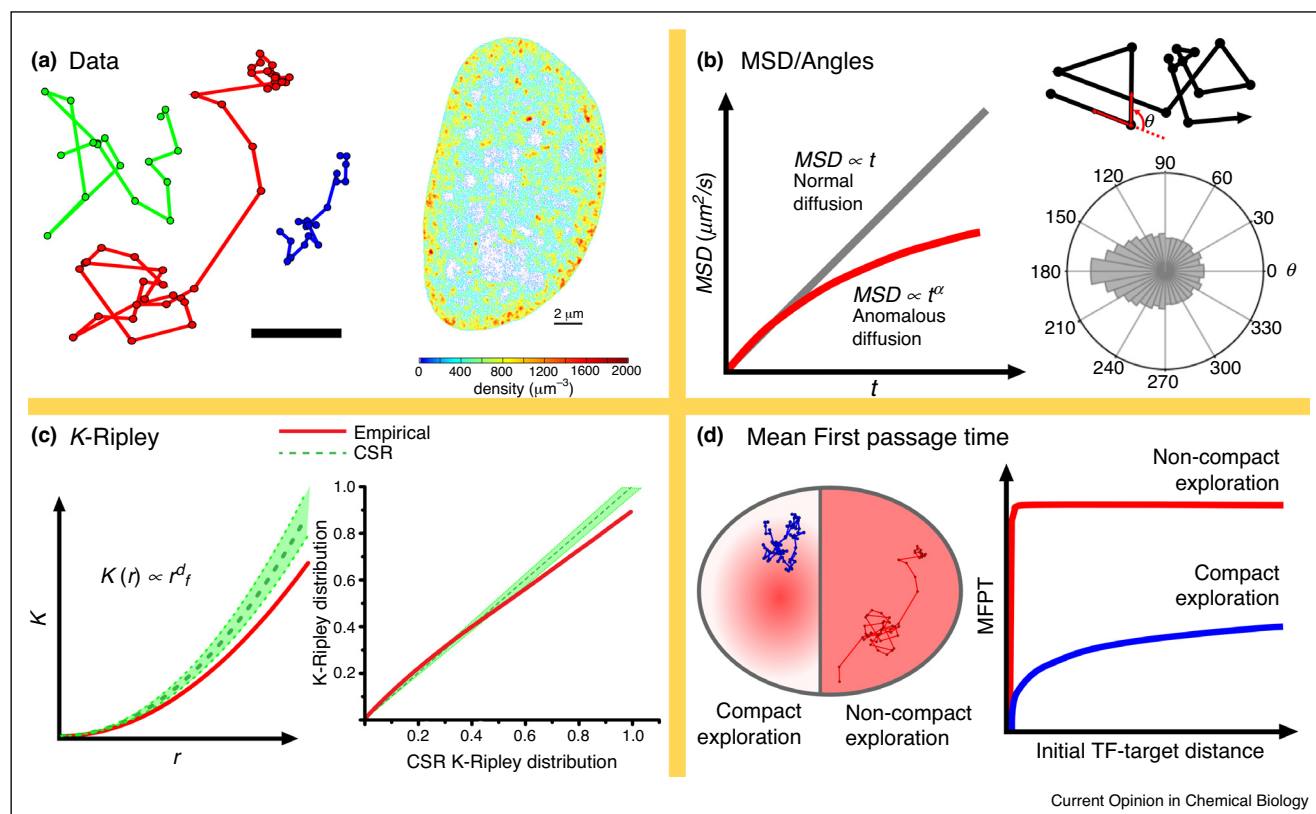 (a) Data
2 μm
0 400 800 1200 1600 2000
density (μm⁻³)
(b) MSD/Angles
MSD (μm²/s)
MSD ∝ t
Normal
diffusion
MSD ∝ tᵅ
Anomalous
diffusion
t
θ
90
120 60
150 30
180 0 θ
210 330
240 300
270
(c) K-Ripley
Empirical
CSR
K (r) ∝ r^d_f
K
r
K-Ripley distribution
1.0
0.8
0.6
0.4
0.2
0.2 0.4 0.6 0.8 1.0
CSR K-Ripley distribution
(d) Mean First passage time
Compact
exploration
Non-compact
exploration
MFPT
Non-compact
exploration
Compact
exploration
Initial TF-target distance
Current Opinion in Chemical Biology